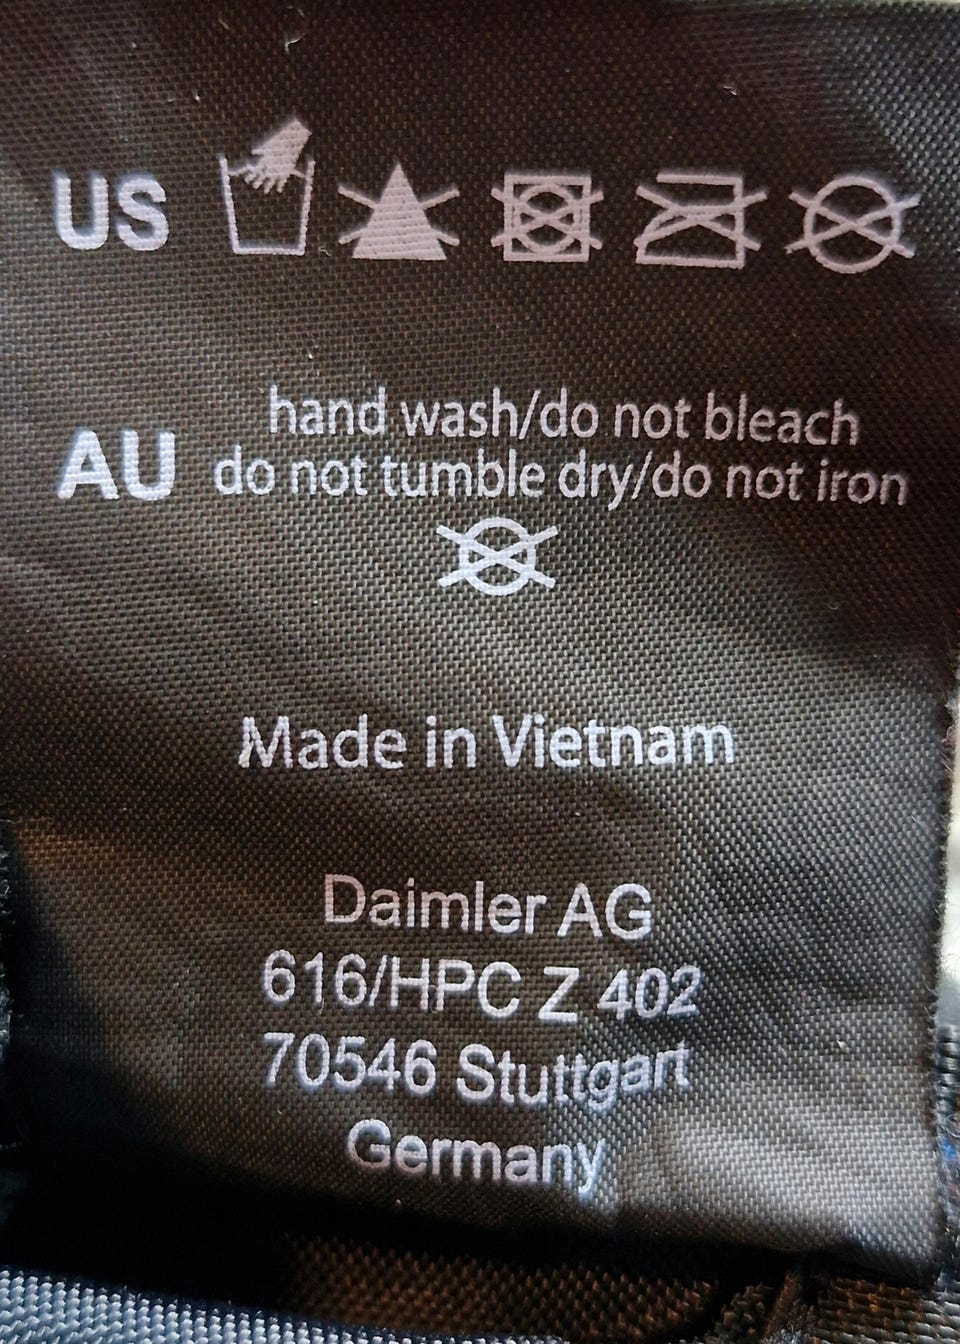 US
hand wash/do not bleach
AU do not tumble dry/do not iron
Made in Vietnam
Daimler AG
616/HPC Z 402
70546 Stuttgart
Germany